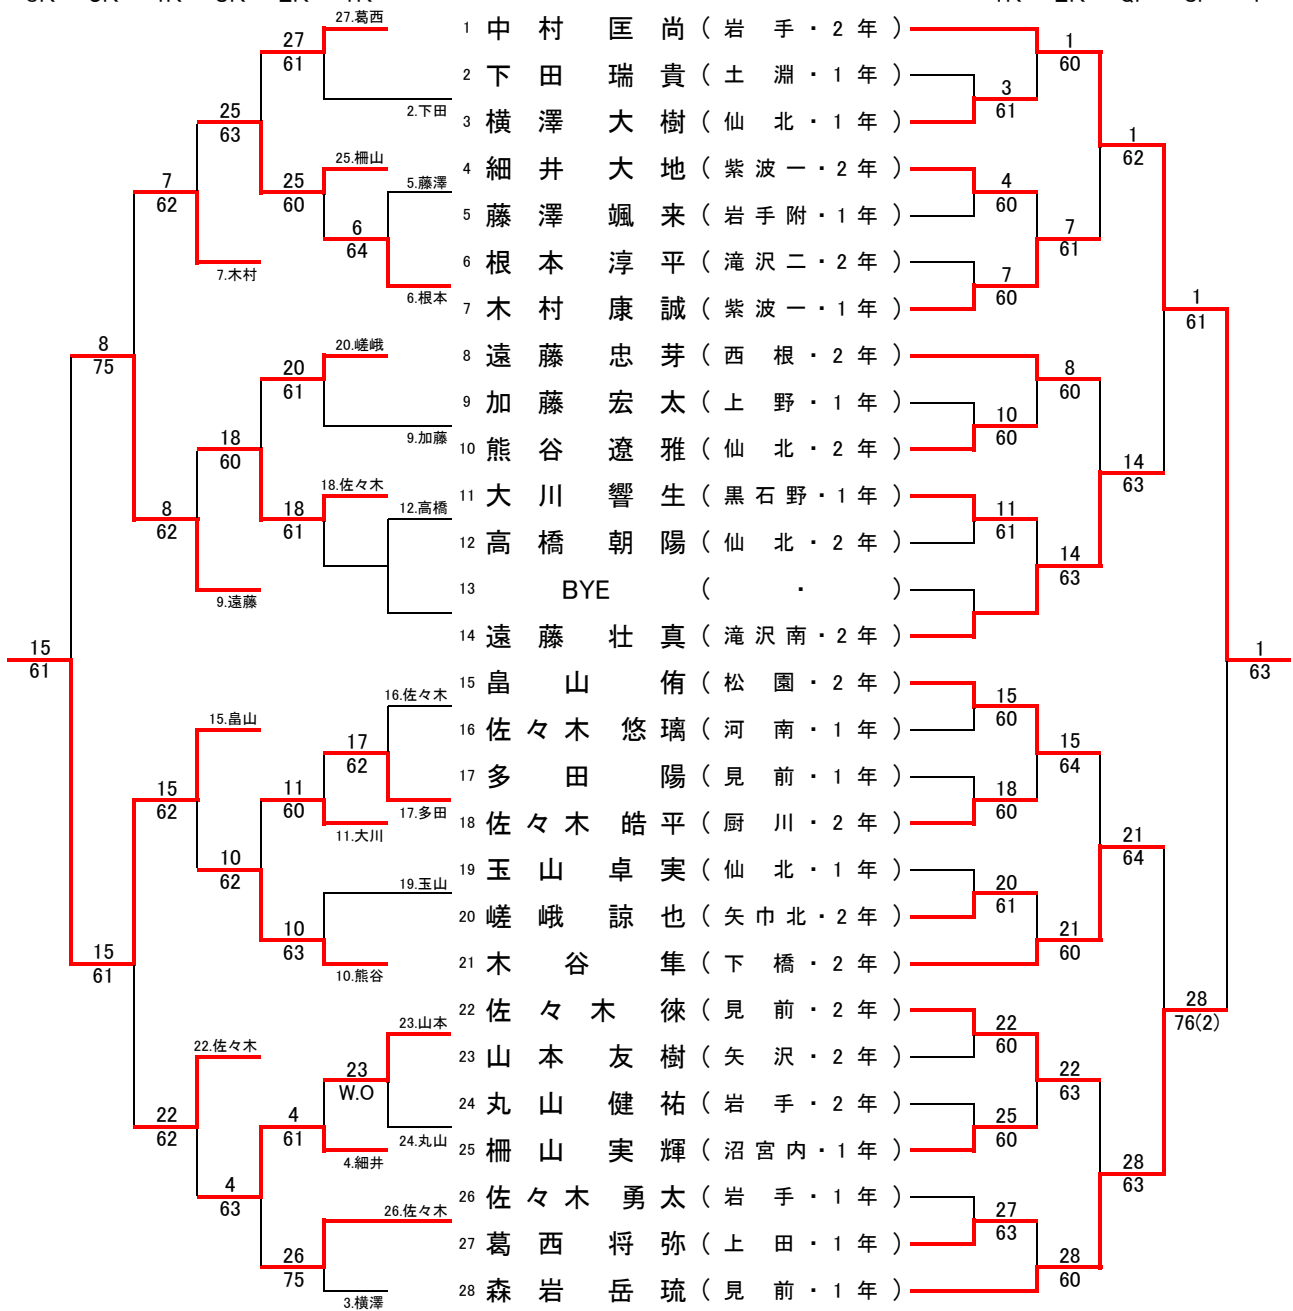 1 中村 匡尚 (岩手・2年)
2 下田 瑞貴 (土淵・1年)
3 横澤 大樹 (仙北・1年)
4 細井 大地 (紫波一・2年)
5 藤澤 颯来 (岩手附・1年)
6 根本 淳平 (滝沢二・2年)
7 木村 康誠 (紫波一・1年)
8 遠藤 忠芽 (西根・2年)
9 加藤 宏太 (上野・1年)
10 熊谷 遼雅 (仙北・2年)
11 大川 響生 (黒石野・1年)
12 高橋 朝陽 (仙北・2年)
13 BYE (・)
14 遠藤 壮真 (滝沢南・2年)
15 畠山 侑 (松園・2年)
16 佐々木 悠璃 (河南・1年)
17 多田 陽 (見前・1年)
18 佐々木 皓平 (厨川・2年)
19 玉山 卓実 (仙北・1年)
20 嵯峨 諒也 (矢巾北・2年)
21 木谷 隼 (下橋・2年)
22 佐々木 徠 (見前・2年)
23 山本 友樹 (矢沢・2年)
24 丸山 健祐 (岩手・2年)
25 柵山 実輝 (沼宮内・1年)
26 佐々木 勇太 (岩手・1年)
27 葛西 将弥 (上田・1年)
28 森岩 岳琉 (見前・1年)
3
61
4
60
7
60
10
60
11
61
15
60
18
60
20
61
22
60
25
60
27
63
1
60
7
61
8
60
14
63
15
64
21
60
22
63
28
60
1
62
14
63
21
64
28
63
1
61
28
76(2)
1
63
27.葛西
2.下田
25.柵山
5.藤澤
6.根本
7.木村
20.嵯峨
9.加藤
18.佐々木
12.高橋
9.遠藤
16.佐々木
15.畠山
17.多田
11.大川
19.玉山
10.熊谷
23.山本
22.佐々木
24.丸山
4.細井
26.佐々木
3.横澤
6
64
17
62
23
W.O
27
61
25
60
20
61
18
61
11
60
10
63
4
61
26
75
25
63
18
60
10
62
4
63
7
62
8
62
15
62
22
62
8
75
15
61
15
61